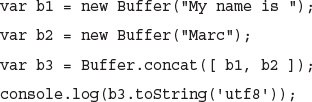 var b1 = new Buffer("My name is ");
var b2 = new Buffer("Marc");
var b3 = Buffer.concat([ b1, b2 ]);
console.log(b3.toString('utf8'));